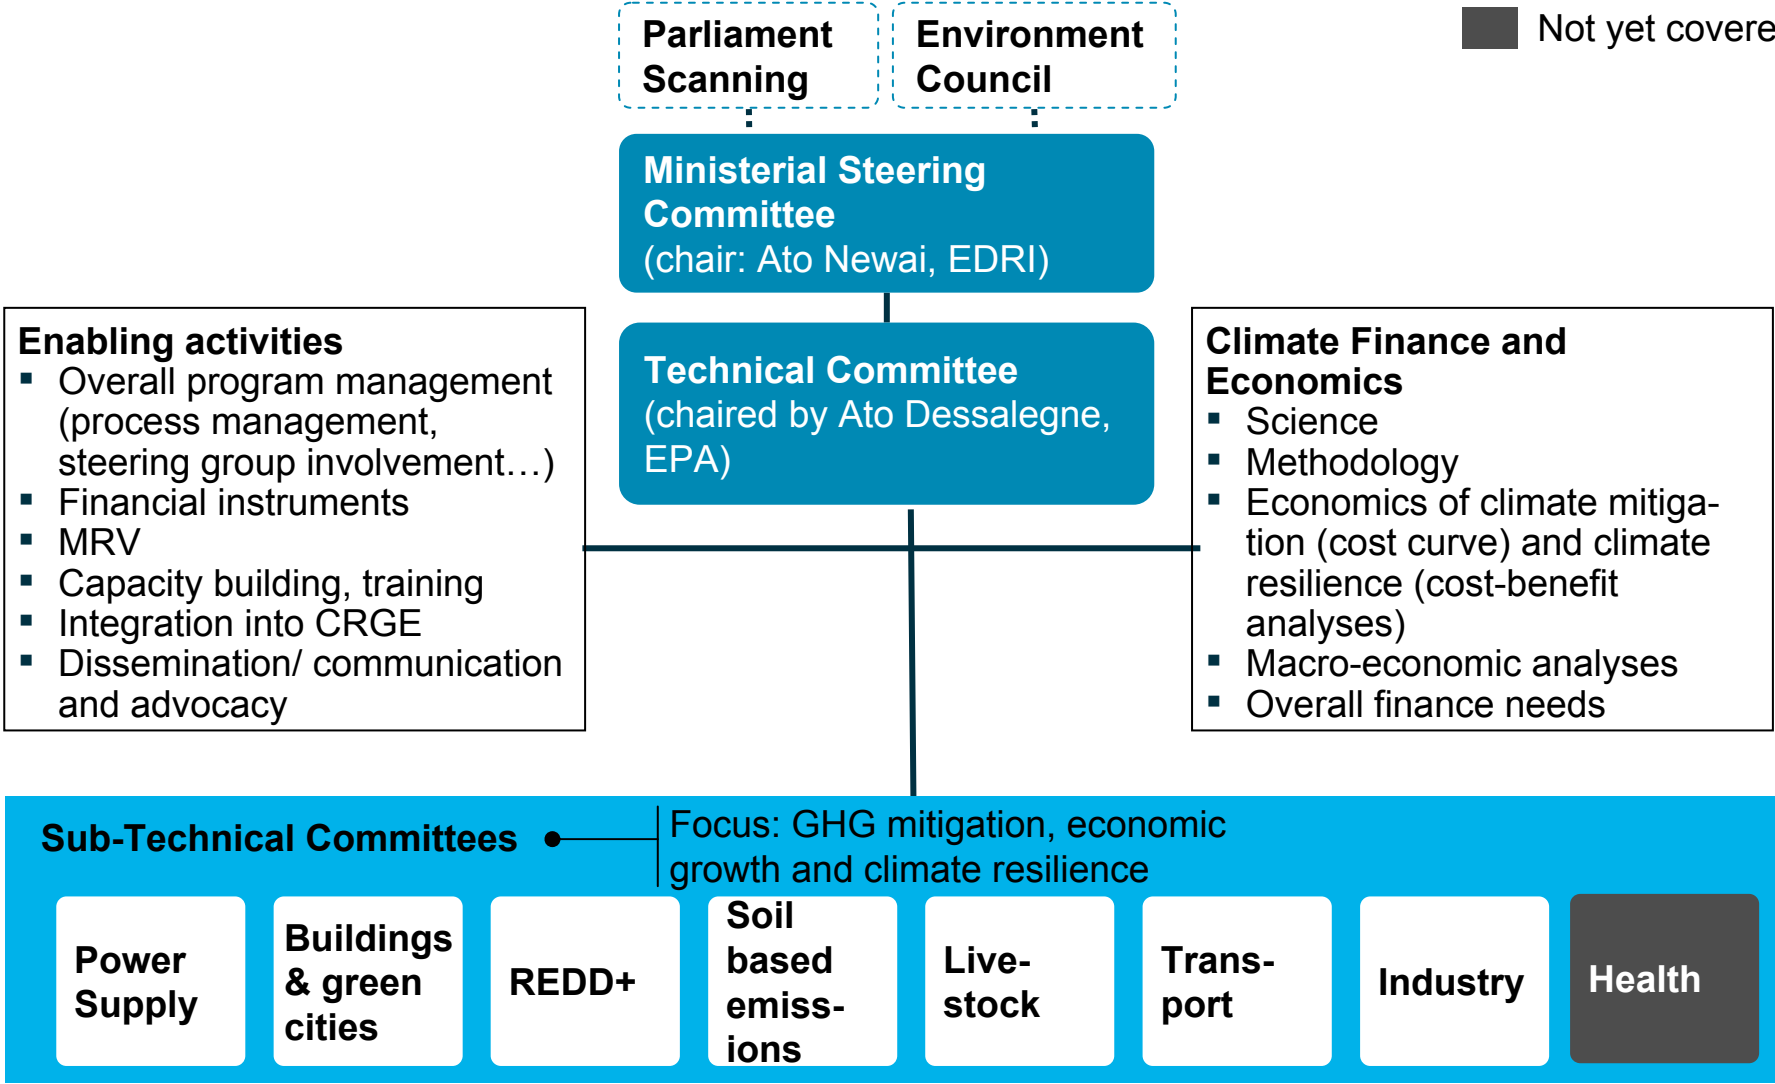 Parliament
Scanning
Environment
Council
Not yet covere
Ministerial Steering
Committee
(chair: Ato Newai, EDRI)
Technical Committee
(chaired by Ato Dessalegne,
EPA)
Enabling activities
▪ Overall program management
(process management,
steering group involvement…)
▪ Financial instruments
▪ MRV
▪ Capacity building, training
▪ Integration into CRGE
▪ Dissemination/ communication
and advocacy
Climate Finance and
Economics
▪ Science
▪ Methodology
▪ Economics of climate mitiga-
tion (cost curve) and climate
resilience (cost-benefit
analyses)
▪ Macro-economic analyses
▪ Overall finance needs
Sub-Technical Committees
Focus: GHG mitigation, economic
growth and climate resilience
Power
Supply
Buildings
& green
cities
REDD+
Soil
based
emiss-
ions
Live-
stock
Trans-
port
Industry
Health